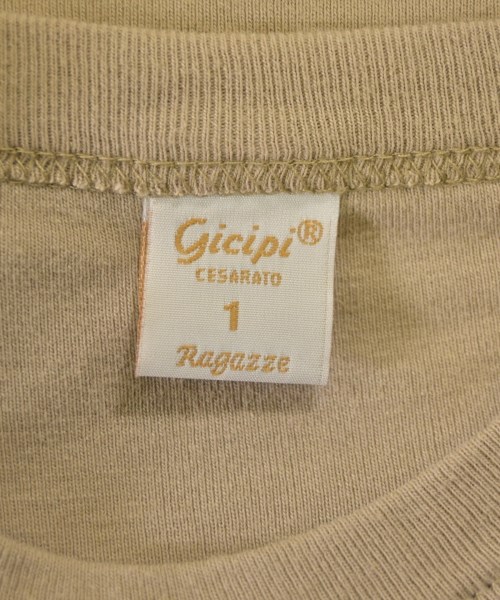 Gicipi®
CESARATO
1
Ragazze